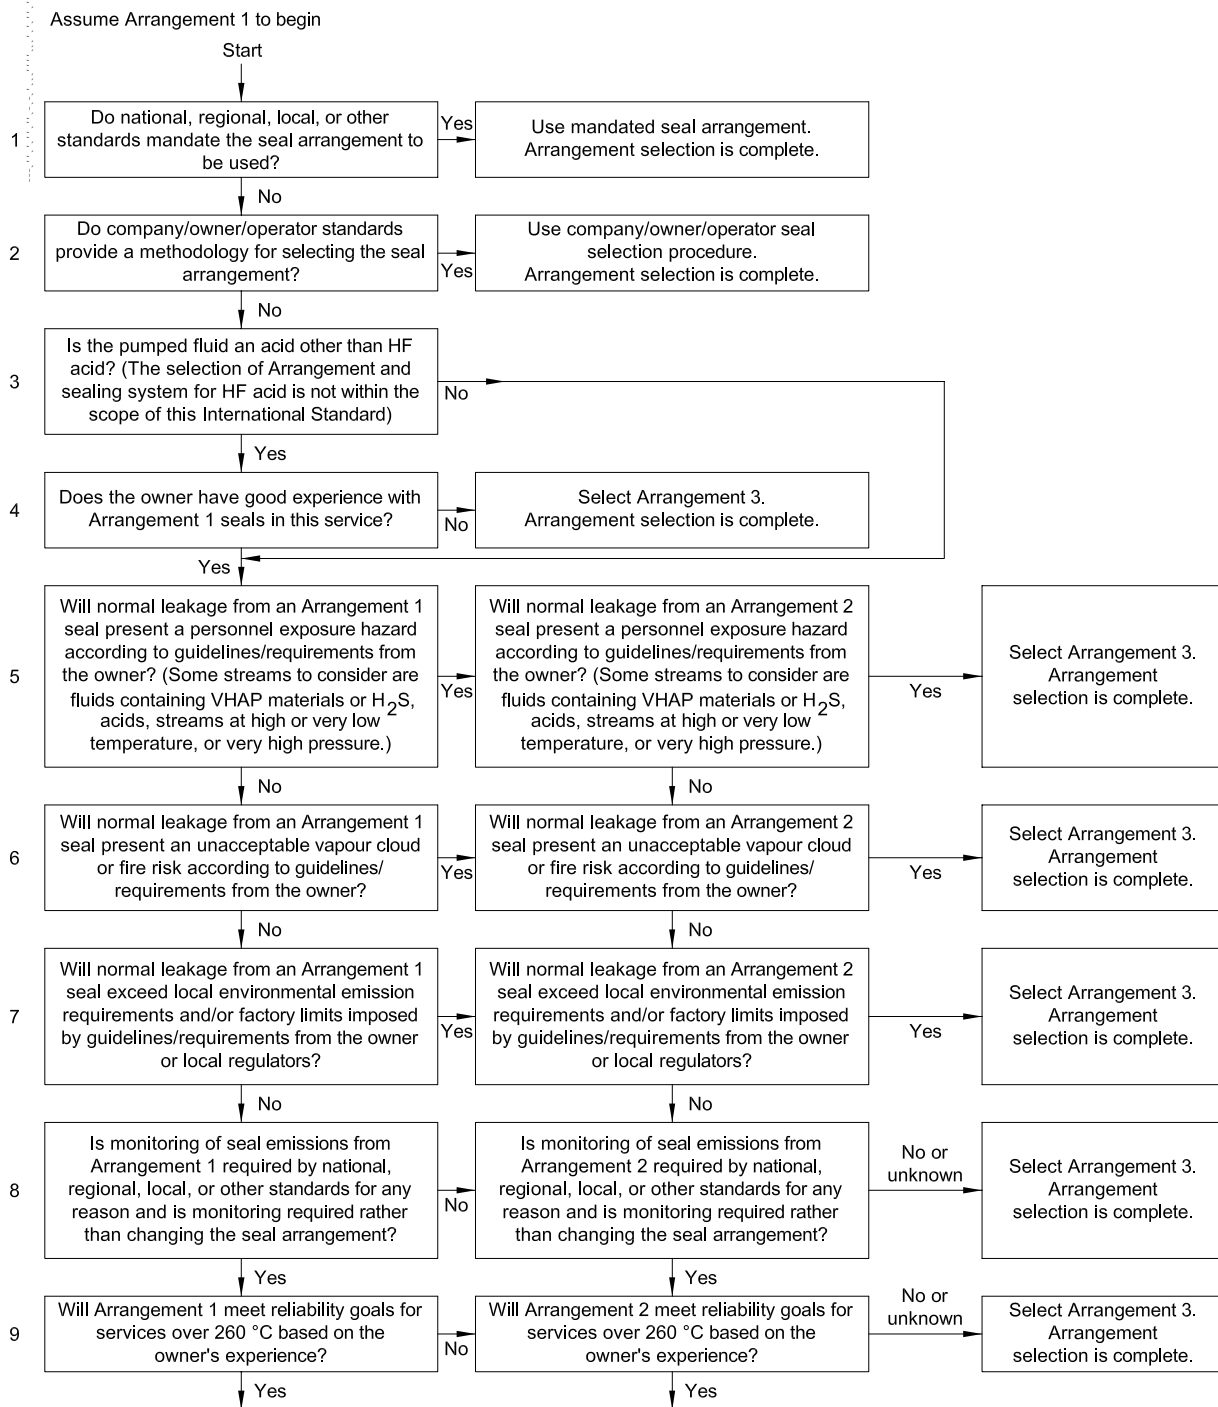 Assume Arrangement 1 to begin
Start
1
Do national, regional, local, or other
standards mandate the seal arrangement to
be used?
Yes
Use mandated seal arrangement.
Arrangement selection is complete.
No
2
Do company/owner/operator standards
provide a methodology for selecting the seal
arrangement?
Yes
Use company/owner/operator seal
selection procedure.
Arrangement selection is complete.
No
3
Is the pumped fluid an acid other than HF
acid? (The selection of Arrangement and
sealing system for HF acid is not within the
scope of this International Standard)
No
Yes
4
Does the owner have good experience with
Arrangement 1 seals in this service?
No
Select Arrangement 3.
Arrangement selection is complete.
Yes
5
Will normal leakage from an Arrangement 1
seal present a personnel exposure hazard
according to guidelines/requirements from
the owner? (Some streams to consider are
fluids containing VHAP materials or H2S,
acids, streams at high or very low
temperature, or very high pressure.)
Yes
Will normal leakage from an Arrangement 2
seal present a personnel exposure hazard
according to guidelines/requirements from
the owner? (Some streams to consider are
fluids containing VHAP materials or H2S,
acids, streams at high or very low
temperature, or very high pressure.)
Yes
Select Arrangement 3.
Arrangement
selection is complete.
No
No
6
Will normal leakage from an Arrangement 1
seal present an unacceptable vapour cloud
or fire risk according to guidelines/
requirements from the owner?
Yes
Will normal leakage from an Arrangement 2
seal present an unacceptable vapour cloud
or fire risk according to guidelines/
requirements from the owner?
Yes
Select Arrangement 3.
Arrangement
selection is complete.
No
No
7
Will normal leakage from an Arrangement 1
seal exceed local environmental emission
requirements and/or factory limits imposed
by guidelines/requirements from the owner
or local regulators?
Yes
Will normal leakage from an Arrangement 2
seal exceed local environmental emission
requirements and/or factory limits imposed
by guidelines/requirements from the owner
or local regulators?
Yes
Select Arrangement 3.
Arrangement
selection is complete.
No
No
8
Is monitoring of seal emissions from
Arrangement 1 required by national,
regional, local, or other standards for any
reason and is monitoring required rather
than changing the seal arrangement?
No
Is monitoring of seal emissions from
Arrangement 2 required by national,
regional, local, or other standards for any
reason and is monitoring required rather
than changing the seal arrangement?
No or
unknown
Select Arrangement 3.
Arrangement
selection is complete.
Yes
Yes
9
Will Arrangement 1 meet reliability goals for
services over 260 °C based on the
owner's experience?
No
Will Arrangement 2 meet reliability goals for
services over 260 °C based on the
owner's experience?
No or
unknown
Select Arrangement 3.
Arrangement
selection is complete.
Yes
Yes